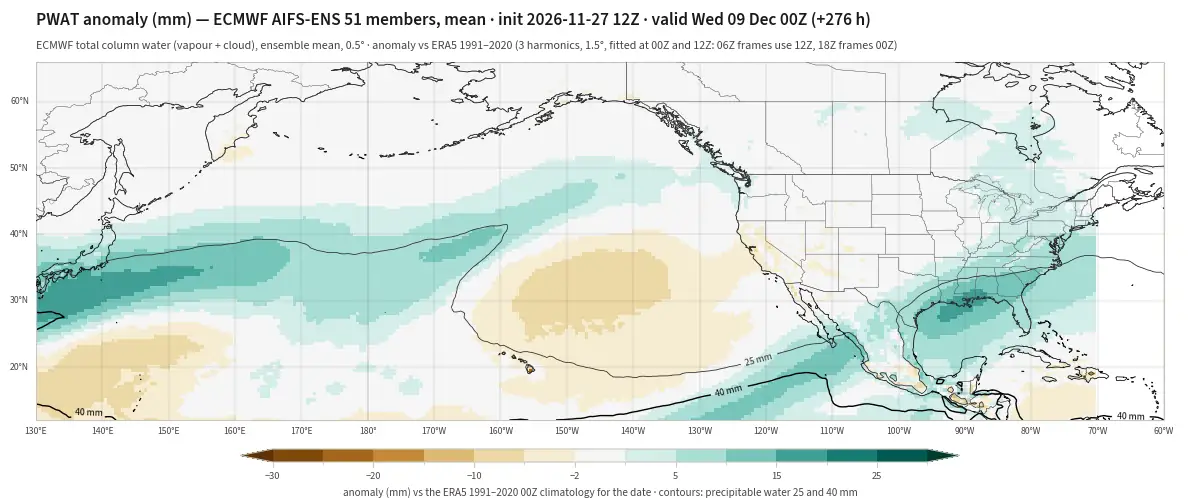 PWAT anomaly (mm) — ECMWF AIFS-ENS 51 members, mean · init 2026-11-27 12Z · valid Wed 09 Dec 00Z (+276 h)
ECMWF total column water (vapour + cloud), ensemble mean, 0.5° · anomaly vs ERA5 1991–2020 (3 harmonics, 1.5°, fitted at 00Z and 12Z: 06Z frames use 12Z, 18Z frames 00Z)
60°N
50°N
40°N
30°N
20°N
25 mm
40 mm
40 mm
40 mm
130°E 140°E 150°E 160°E 170°E 180° 170°W 160°W 150°W 140°W 130°W 120°W 110°W 100°W 90°W 80°W 70°W 60°W
−30 −20 −10 −2 5 15 25
anomaly (mm) vs the ERA5 1991–2020 00Z climatology for the date · contours: precipitable water 25 and 40 mm